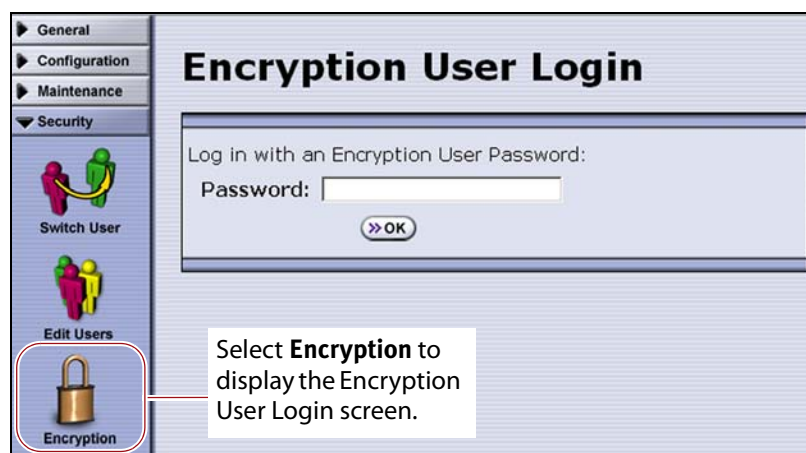 General
Configuration
Maintenance
Security
Switch User
Edit Users
Encryption
Encryption User Login
Log in with an Encryption User Password:
Password:
OK
Select Encryption to
display the Encryption
User Login screen.